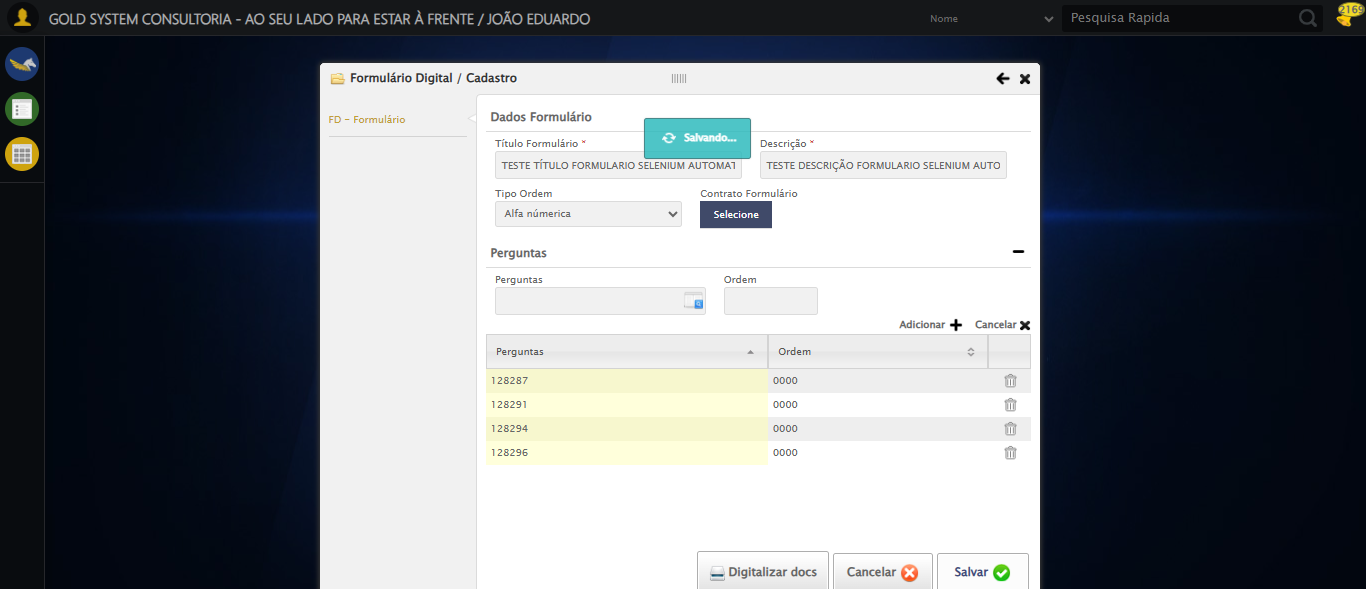 GOLD SYSTEM CONSULTORIA - AO SEU LADO PARA ESTAR À FRENTE / JOÃO EDUARDO
Nome
Pesquisa Rapida
2169
Formulário Digital / Cadastro
FD - Formulário
Dados Formulário
Salvando...
Título Formulário *
Descrição *
TESTE TÍTULO FORMULARIO SELENIUM AUTOMAT
TESTE DESCRIÇÃO FORMULARIO SELENIUM AUTO
Tipo Ordem
Contrato Formulário
Alfa númerica
Selecione
Perguntas
Perguntas
Ordem
Adicionar
Cancelar
Perguntas
Ordem
128287 0000
128291 0000
128294 0000
128296 0000
Digitalizar docs
Cancelar
Salvar